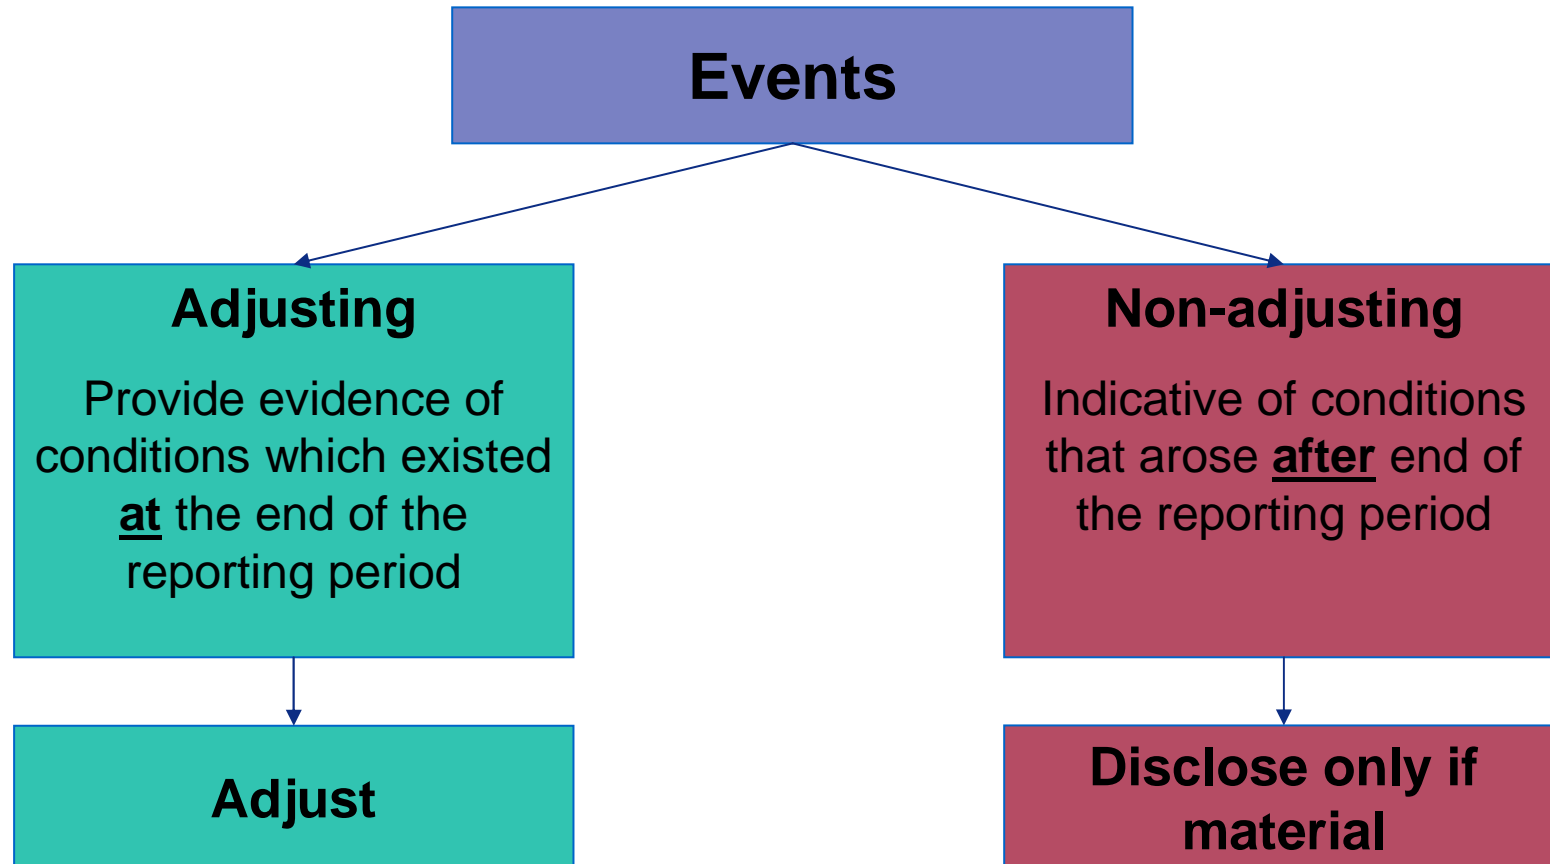 Events
Adjusting
Provide evidence of
conditions which existed
at the end of the
reporting period
Adjust
Non-adjusting
Indicative of conditions
that arose after end of
the reporting period
Disclose only if
material